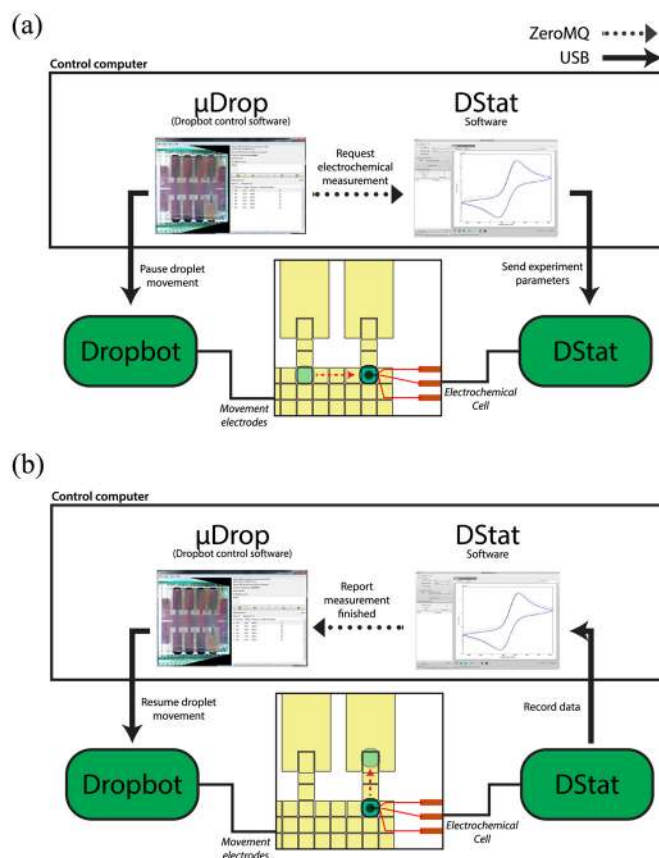 (a)
ZeroMQ
USB
Control computer
µDrop
(Dropbot control software)
DStat
Software
Request
electrochemical
measurement
Pause droplet
movement
Send experiment
parameters
Dropbot
DStat
Movement
electrodes
Electrochemical
Cell
(b)
Control computer
µDrop
(Dropbot control software)
DStat
Software
Report
measurement
finished
Resume droplet
movement
Record data
Dropbot
DStat
Movement
electrodes
Electrochemical
Cell